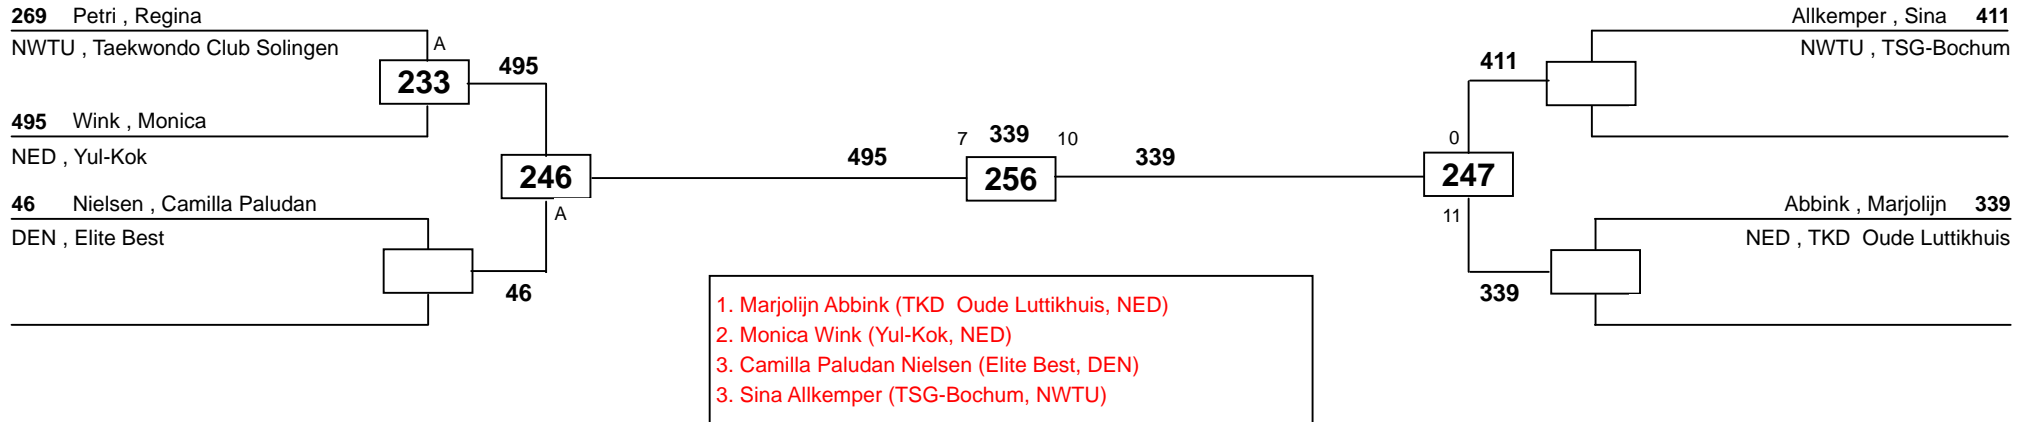 269 Petri , Regina
NWTU , Taekwondo Club Solingen
A
233
495
495 Wink , Monica
NED , Yul-Kok
246
A
46 Nielsen , Camilla Paludan
DEN , Elite Best
46
495
7 339 10
256
339
Allkemper , Sina 411
NWTU , TSG-Bochum
411
0
247
11
Abbink , Marjolijn 339
NED , TKD Oude Luttikhuis
339
1. Marjolijn Abbink (TKD Oude Luttikhuis, NED)
2. Monica Wink (Yul-Kok, NED)
3. Camilla Paludan Nielsen (Elite Best, DEN)
3. Sina Allkemper (TSG-Bochum, NWTU)